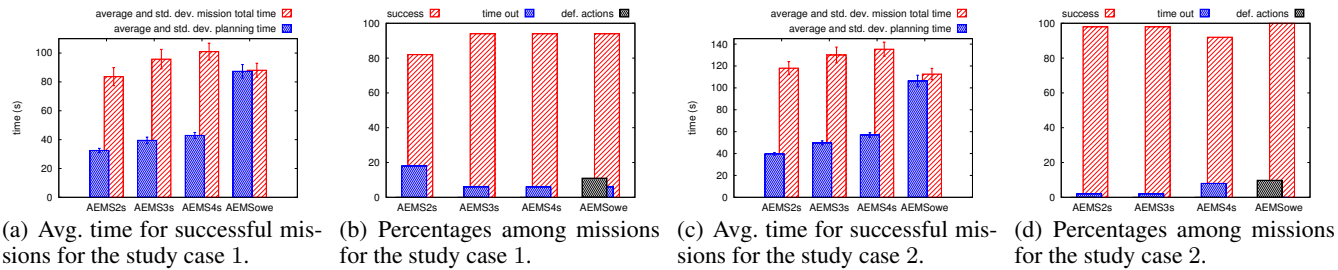 average and std. dev. mission total time
average and std. dev. planning time
time (s)
100
80
60
40
20
0
AEMS2s AEMS3s AEMS4s AEMSowe
(a) Avg. time for successful mis-
sions for the study case 1.
success time out def. actions
100
80
60
40
20
0
AEMS2s AEMS3s AEMS4s AEMSowe
(b) Percentages among missions
for the study case 1.
average and std. dev. mission total time
average and std. dev. planning time
time (s)
140
120
100
80
60
40
20
0
AEMS2s AEMS3s AEMS4s AEMSowe
(c) Avg. time for successful mis-
sions for the study case 2.
success time out def. actions
100
80
60
40
20
0
AEMS2s AEMS3s AEMS4s AEMSowe
(d) Percentages among missions
for the study case 2.